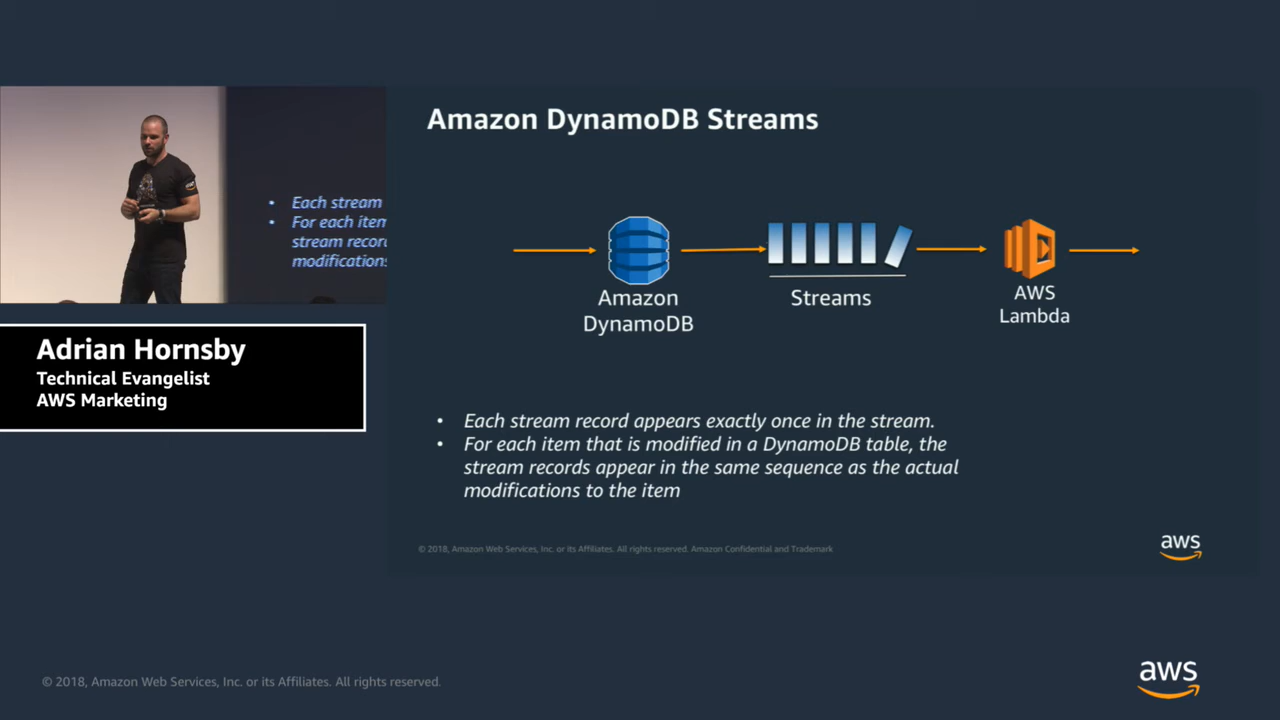 Amazon DynamoDB Streams
• Each stream
• For each item
stream recor
modifications
Adrian Hornsby
Technical Evangelist
AWS Marketing
Amazon
DynamoDB
Streams
AWS
Lambda
• Each stream record appears exactly once in the stream.
• For each item that is modified in a DynamoDB table, the
stream records appear in the same sequence as the actual
modifications to the item
© 2018, Amazon Web Services, Inc. or its Affiliates. All rights reserved. Amazon Confidential and Trademark
aws
© 2018, Amazon Web Services, Inc. or its Affiliates. All rights reserved.
aws